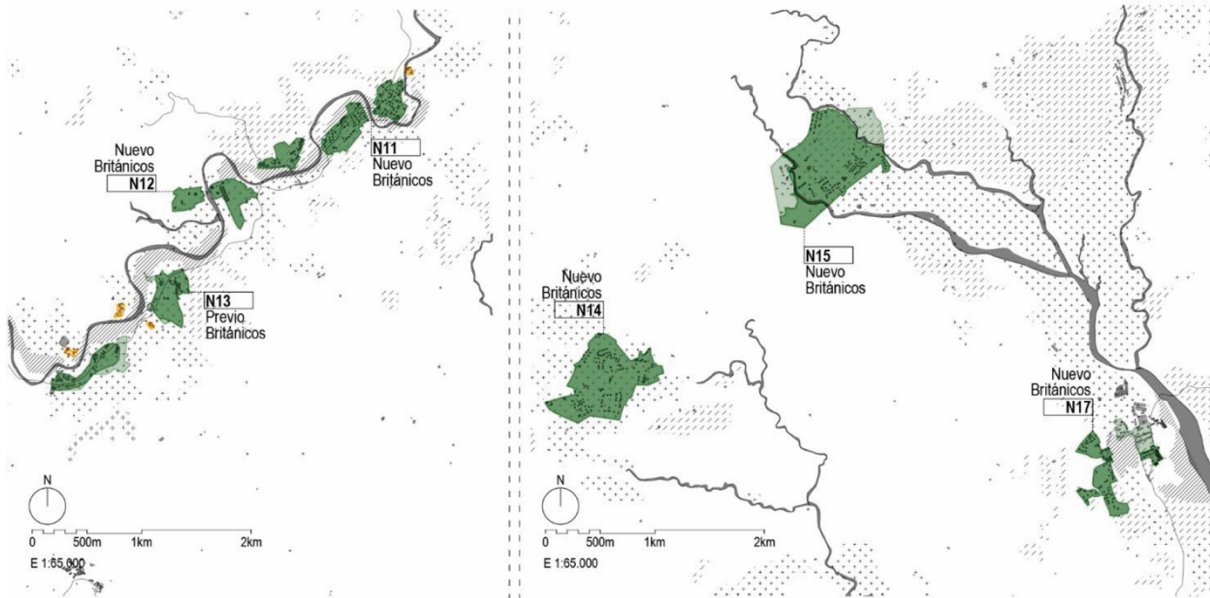 N11
Nuevo
Británicos
Nuevo
Británicos
N12
N13
Previo
Británicos
N
0 500m 1km 2km
E 1:65.000
N15
Nuevo
Británicos
Nuevo
Británicos
N14
Nuevo
Británicos
N17
N
0 500m 1km 2km
E 1:65.000